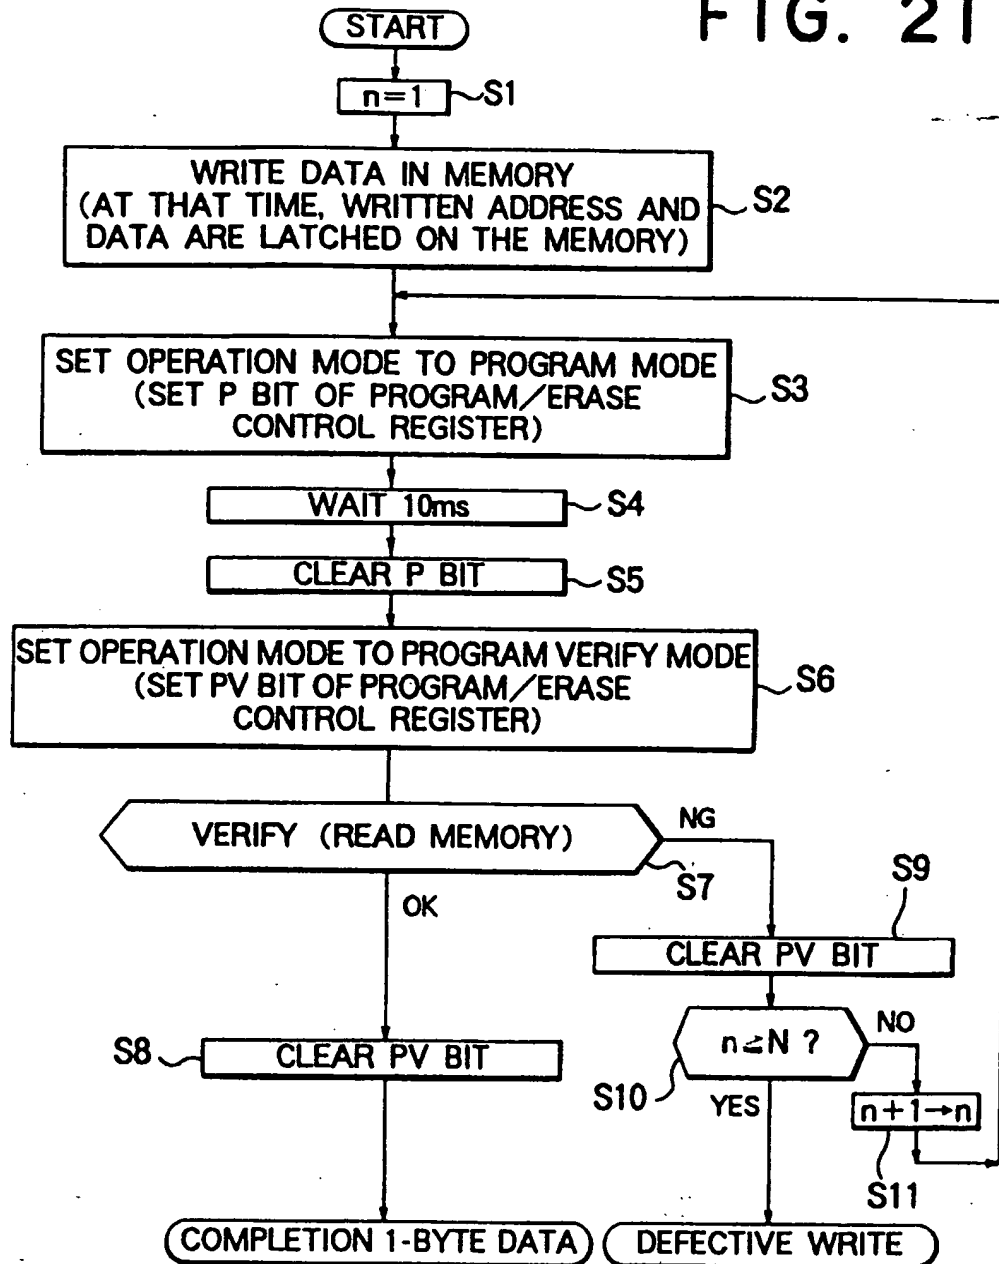 FIG. 21
START
n=1
S1
WRITE DATA IN MEMORY
(AT THAT TIME, WRITTEN ADDRESS AND
DATA ARE LATCHED ON THE MEMORY)
S2
SET OPERATION MODE TO PROGRAM MODE
(SET P BIT OF PROGRAM/ERASE
CONTROL REGISTER)
S3
WAIT 10ms
S4
CLEAR P BIT
S5
SET OPERATION MODE TO PROGRAM VERIFY MODE
(SET PV BIT OF PROGRAM/ERASE
CONTROL REGISTER)
S6
VERIFY (READ MEMORY)
NG
S7
OK
S9
CLEAR PV BIT
S8
CLEAR PV BIT
n≧N ?
NO
S10
YES
n+1→n
S11
COMPLETION 1-BYTE DATA
DEFECTIVE WRITE